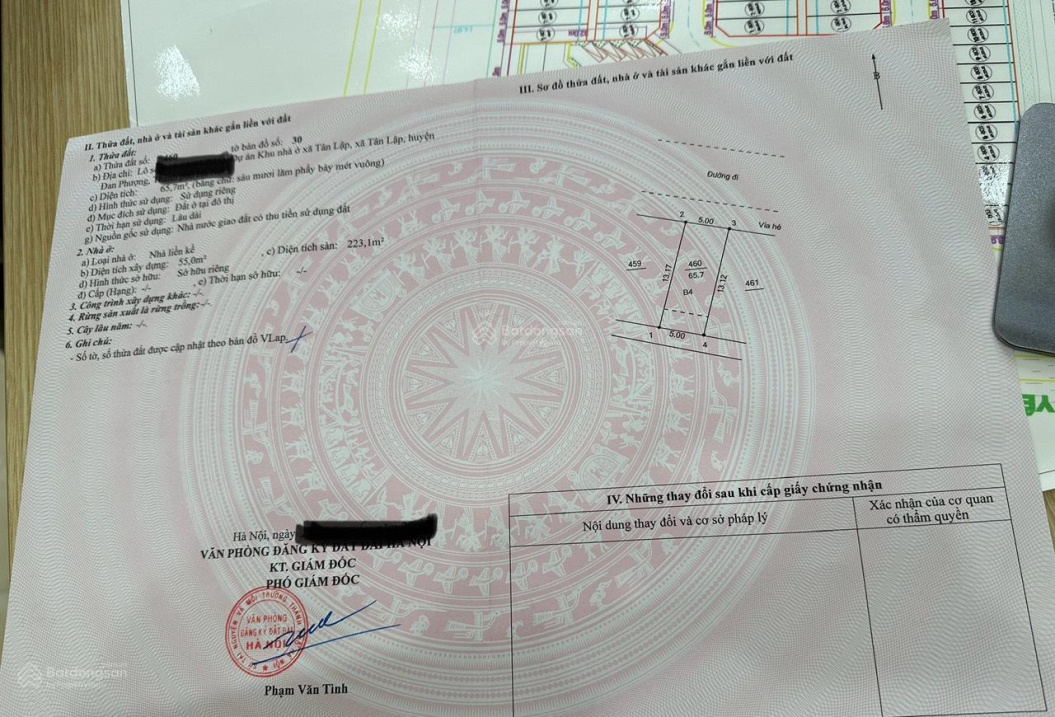 II. Thửa đất, nhà ở và tài sản khác gắn liền với đất
1. Thửa đất:
a) Thửa đất số: tờ bản đồ số: 30
b) Địa chỉ: Lô Dự án Khu nhà ở xã Tân Lập, xã Tân Lập, huyện
Đan Phượng,
c) Diện tích: 65,7m², (bằng chữ: sáu mươi lăm phẩy bảy mét vuông)
d) Hình thức sử dụng: Sử dụng riêng
đ) Mục đích sử dụng: Đất ở tại đô thị
e) Thời hạn sử dụng: Lâu dài
g) Nguồn gốc sử dụng: Nhà nước giao đất có thu tiền sử dụng đất
2. Nhà ở:
a) Loại nhà ở: Nhà liền kề
b) Diện tích xây dựng: 55,0m² , c) Diện tích sàn: 223,1m²
d) Hình thức sở hữu: Sở hữu riêng
đ) Cấp (Hạng): -/- , e) Thời hạn sở hữu: -/-
3. Công trình xây dựng khác: -/-
4. Rừng sản xuất là rừng trồng: -/-
5. Cây lâu năm: -/-
6. Ghi chú:
- Số tờ, số thửa đất được cập nhật theo bản đồ VLap
Hà Nội, ngày
VĂN PHÒNG ĐĂNG KÝ ĐẤT ĐAI HÀ NỘI
KT. GIÁM ĐỐC
PHÓ GIÁM ĐỐC
VĂN PHÒNG
ĐĂNG KÝ ĐẤT ĐAI
HÀ NỘI
Phạm Văn Tình
III. Sơ đồ thửa đất, nhà ở và tài sản khác gắn liền với đất
B
Đường đi
Vỉa hè
2
5.00
3
459
13.17
460
65.7
B4
13.12
461
1
5.00
4
IV. Những thay đổi sau khi cấp giấy chứng nhận
Nội dung thay đổi và cơ sở pháp lý
Xác nhận của cơ quan
có thẩm quyền
Batdongsan
Batdongsan